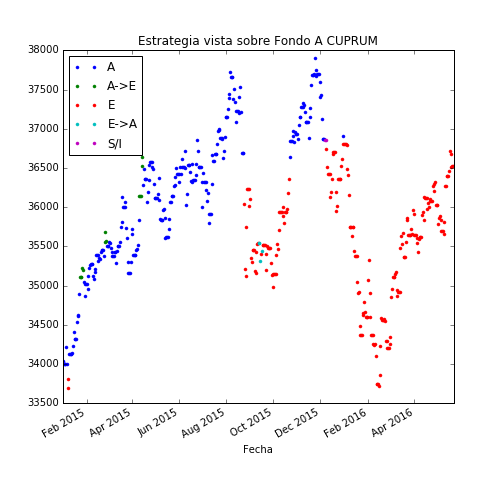 Estrategia vista sobre Fondo A CUPRUM
38000
37500
37000
36500
36000
35500
35000
34500
34000
33500
A
A->E
E
E->A
S/I
Feb 2015
Apr 2015
Jun 2015
Aug 2015
Oct 2015
Dec 2015
Feb 2016
Apr 2016
Fecha